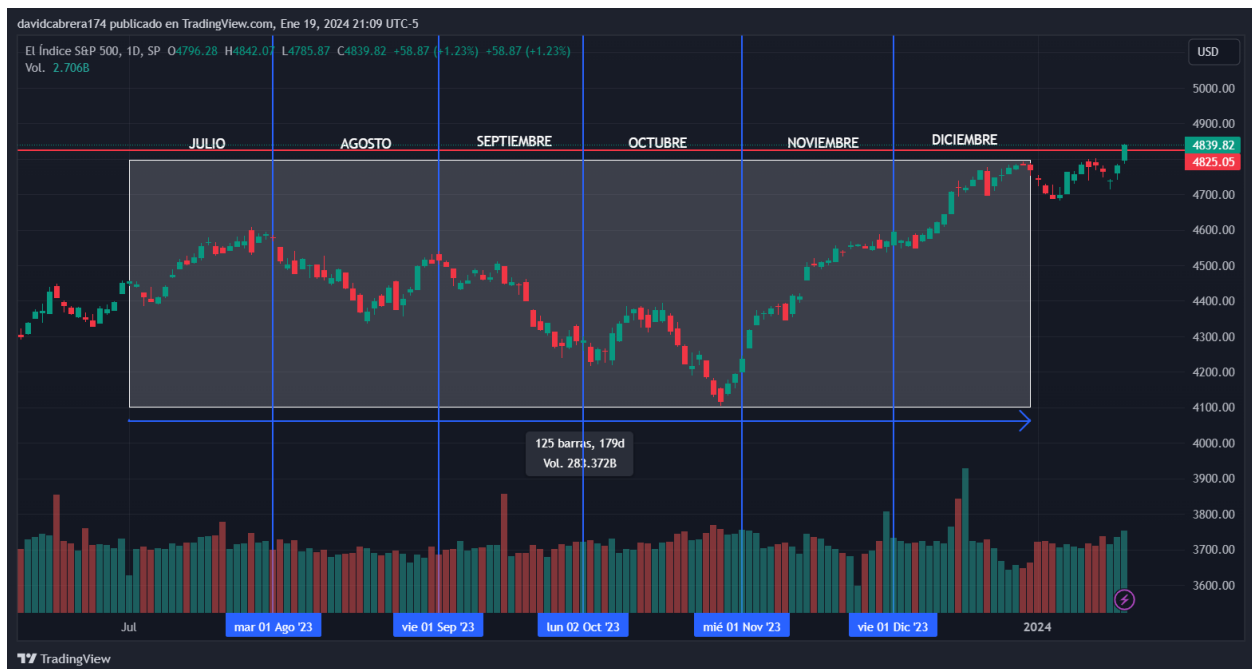 davidcabrera174 publicado en TradingView.com, Ene 19, 2024 21:09 UTC-5
El Índice S&P 500, 1D, SP O4796.28 H4842.07 L4785.87 C4839.82 +58.87 (+1.23%) +58.87 (+1.23%)
USD
Vol. 2.706B
5000.00
4900.00
JULIO AGOSTO SEPTIEMBRE OCTUBRE NOVIEMBRE DICIEMBRE
4839.82
4825.05
4700.00
4600.00
4500.00
4400.00
4300.00
4200.00
4100.00
4000.00
125 barras, 179d
Vol. 283.372B
3900.00
3800.00
3700.00
3600.00
Jul mar 01 Ago '23 vie 01 Sep '23 lun 02 Oct '23 mié 01 Nov '23 vie 01 Dic '23 2024
TradingView